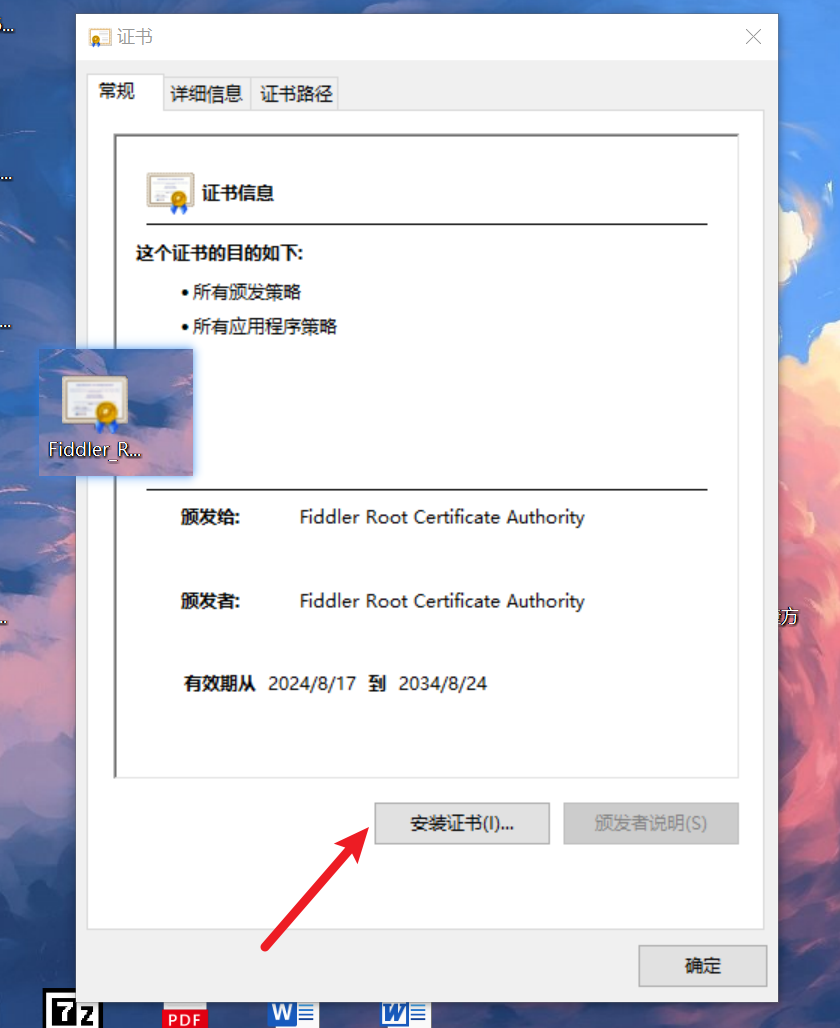 证书
常规
详细信息
证书路径
证书信息
这个证书的目的如下:
• 所有颁发策略
• 所有应用程序策略
Fiddler_R...
颁发给: Fiddler Root Certificate Authority
颁发者: Fiddler Root Certificate Authority
有效期从 2024/8/17 到 2034/8/24
方
安装证书(I)...
颁发者说明(S)
确定
7z
PDF
W
W